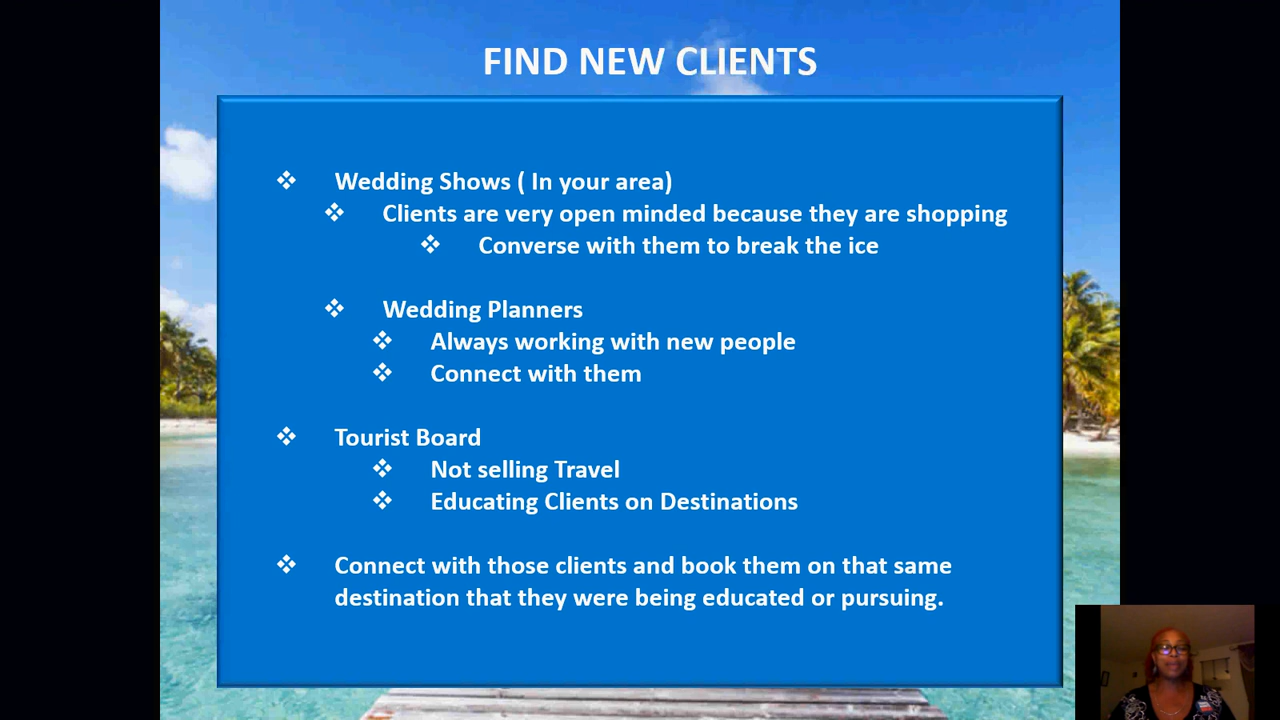 FIND NEW CLIENTS
❖ Wedding Shows ( In your area)
❖ Clients are very open minded because they are shopping
❖ Converse with them to break the ice
❖ Wedding Planners
❖ Always working with new people
❖ Connect with them
❖ Tourist Board
❖ Not selling Travel
❖ Educating Clients on Destinations
❖ Connect with those clients and book them on that same
destination that they were being educated or pursuing.